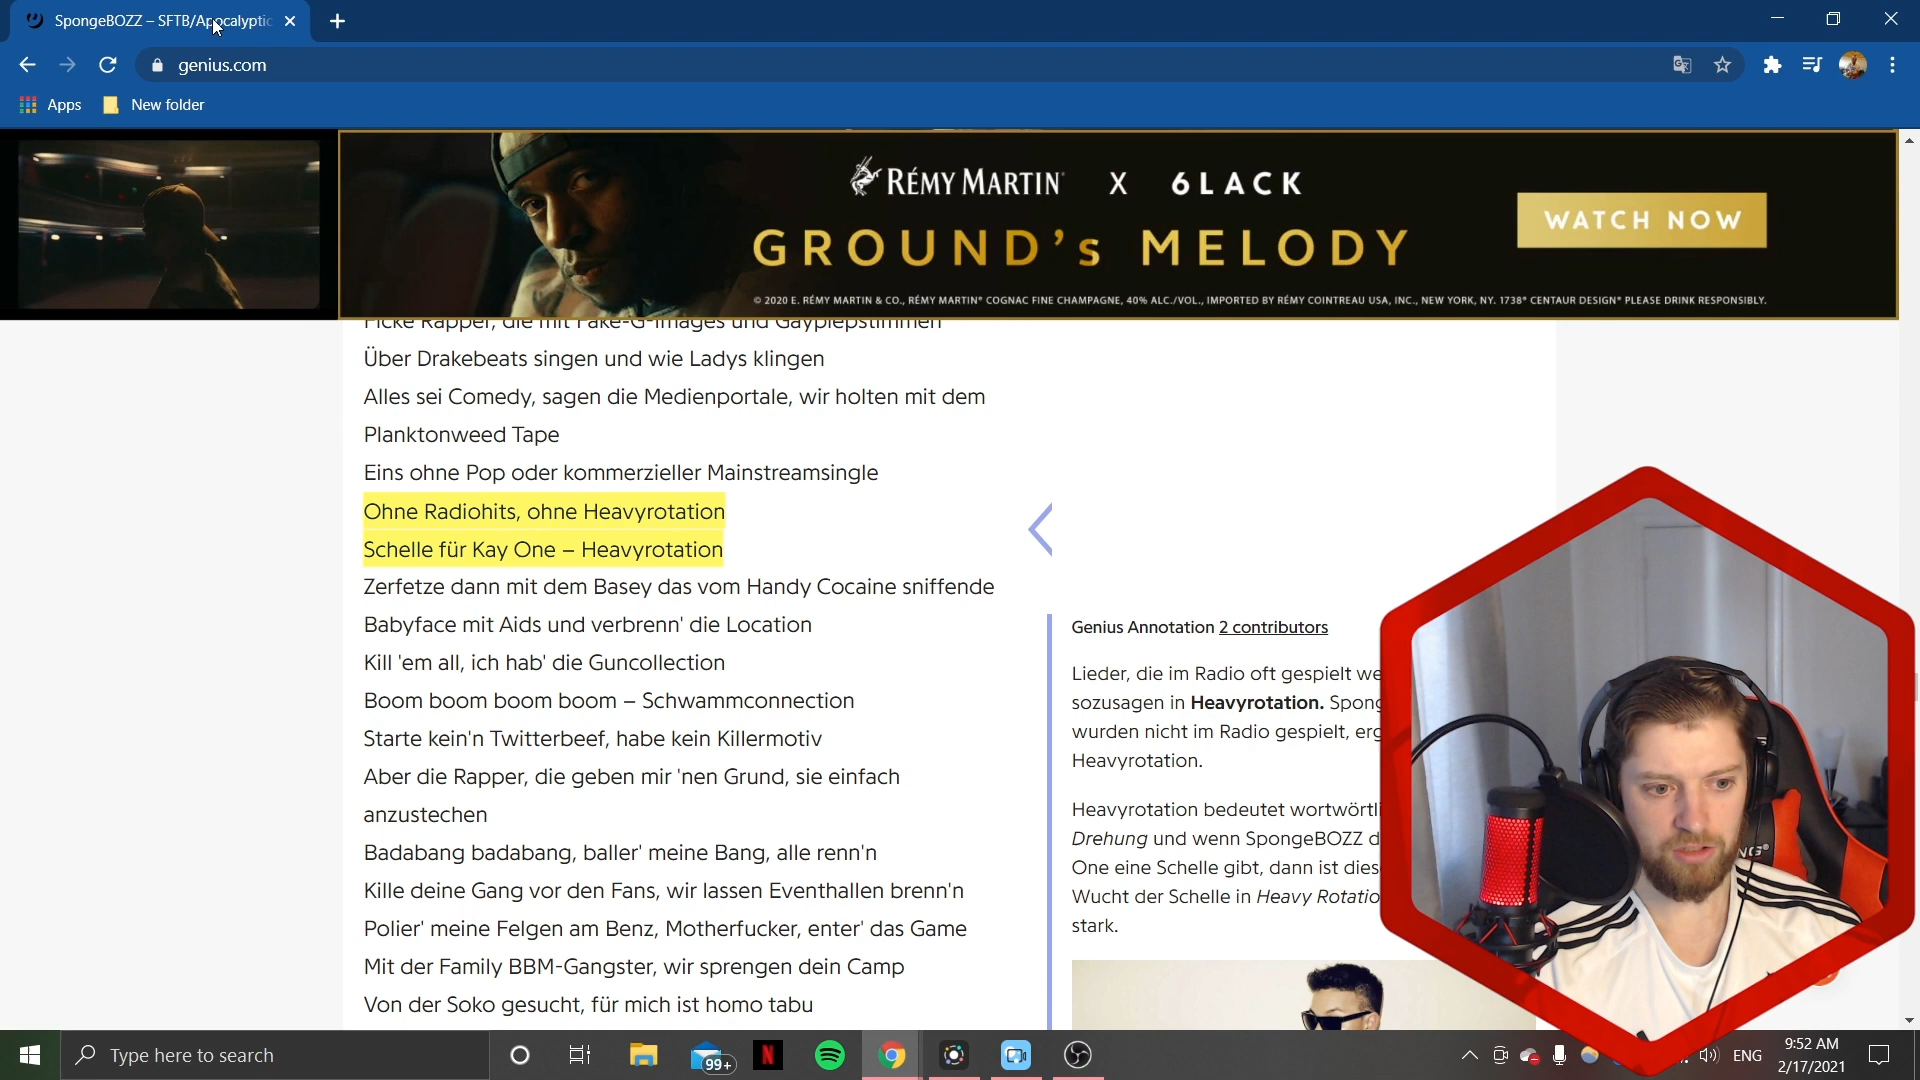 SpongeBOZZ – SFTB/Apocalyptic
genius.com
Apps
New folder
RÉMY MARTIN X 6LACK
GROUND's MELODY
WATCH NOW
© 2020 E. RÉMY MARTIN & CO., RÉMY MARTIN® COGNAC FINE CHAMPAGNE, 40% ALC./VOL., IMPORTED BY RÉMY COINTREAU USA, INC., NEW YORK, NY. 1738® CENTAUR DESIGN® PLEASE DRINK RESPONSIBLY.
Ficke Rapper, die mit Fake-G-Images und Gaypiepstimmen
Über Drakebeats singen und wie Ladys klingen
Alles sei Comedy, sagen die Medienportale, wir holten mit dem
Planktonweed Tape
Eins ohne Pop oder kommerzieller Mainstreamsingle
Ohne Radiohits, ohne Heavyrotation
Schelle für Kay One – Heavyrotation
Zerfetze dann mit dem Basey das vom Handy Cocaine sniffende
Babyface mit Aids und verbrenn' die Location
Kill 'em all, ich hab' die Guncollection
Boom boom boom boom – Schwammconnection
Starte kein'n Twitterbeef, habe kein Killermotiv
Aber die Rapper, die geben mir 'nen Grund, sie einfach
anzustechen
Badabang badabang, baller' meine Bang, alle renn'n
Kille deine Gang vor den Fans, wir lassen Eventhallen brenn'n
Polier' meine Felgen am Benz, Motherfucker, enter' das Game
Mit der Family BBM-Gangster, wir sprengen dein Camp
Von der Soko gesucht, für mich ist homo tabu
Genius Annotation 2 contributors
Lieder, die im Radio oft gespielt we
sozusagen in Heavyrotation. Spong
wurden nicht im Radio gespielt, erg
Heavyrotation.
Heavyrotation bedeutet wortwörtli
Drehung und wenn SpongeBOZZ d
One eine Schelle gibt, dann ist dies
Wucht der Schelle in Heavy Rotatio
stark.
Type here to search
99+
ENG
9:52 AM
2/17/2021